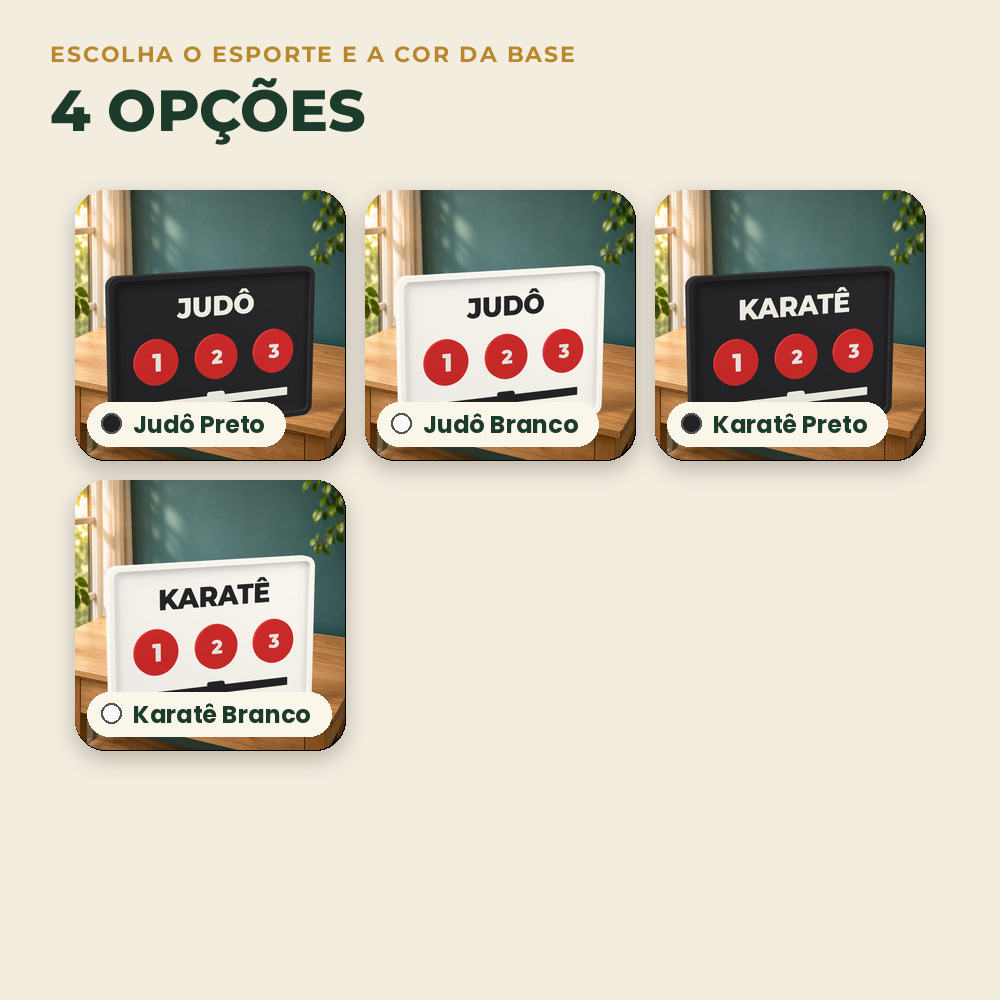 ESCOLHA O ESPORTE E A COR DA BASE
4 OPÇÕES
JUDÔ
1 2 3
Judô Preto
JUDÔ
1 2 3
Judô Branco
KARATÊ
1 2 3
Karatê Preto
KARATÊ
1 2 3
Karatê Branco